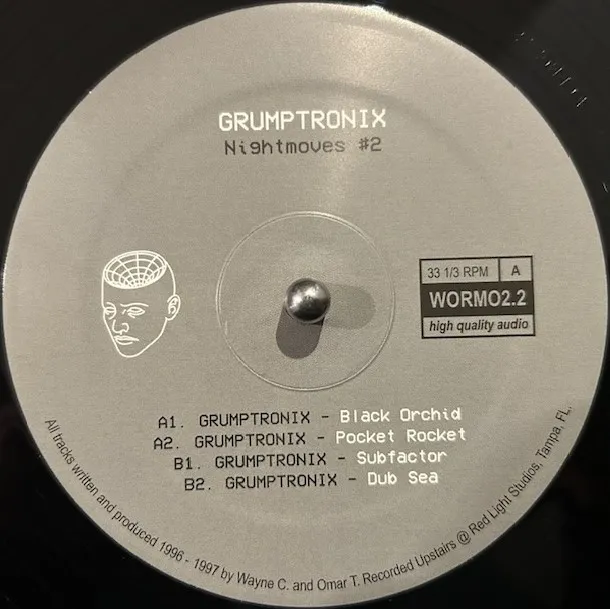 GRUMPTRONIX
Nightmoves #2
33 1/3 RPM A
WORMO2.2
high quality audio
A1. GRUMPTRONIX - Black Orchid
A2. GRUMPTRONIX - Pocket Rocket
B1. GRUMPTRONIX - Subfactor
B2. GRUMPTRONIX - Dub Sea
All tracks written and produced 1996 - 1997 by Wayne C. and Omar T. Recorded Upstairs @ Red Light Studios, Tampa, FL.